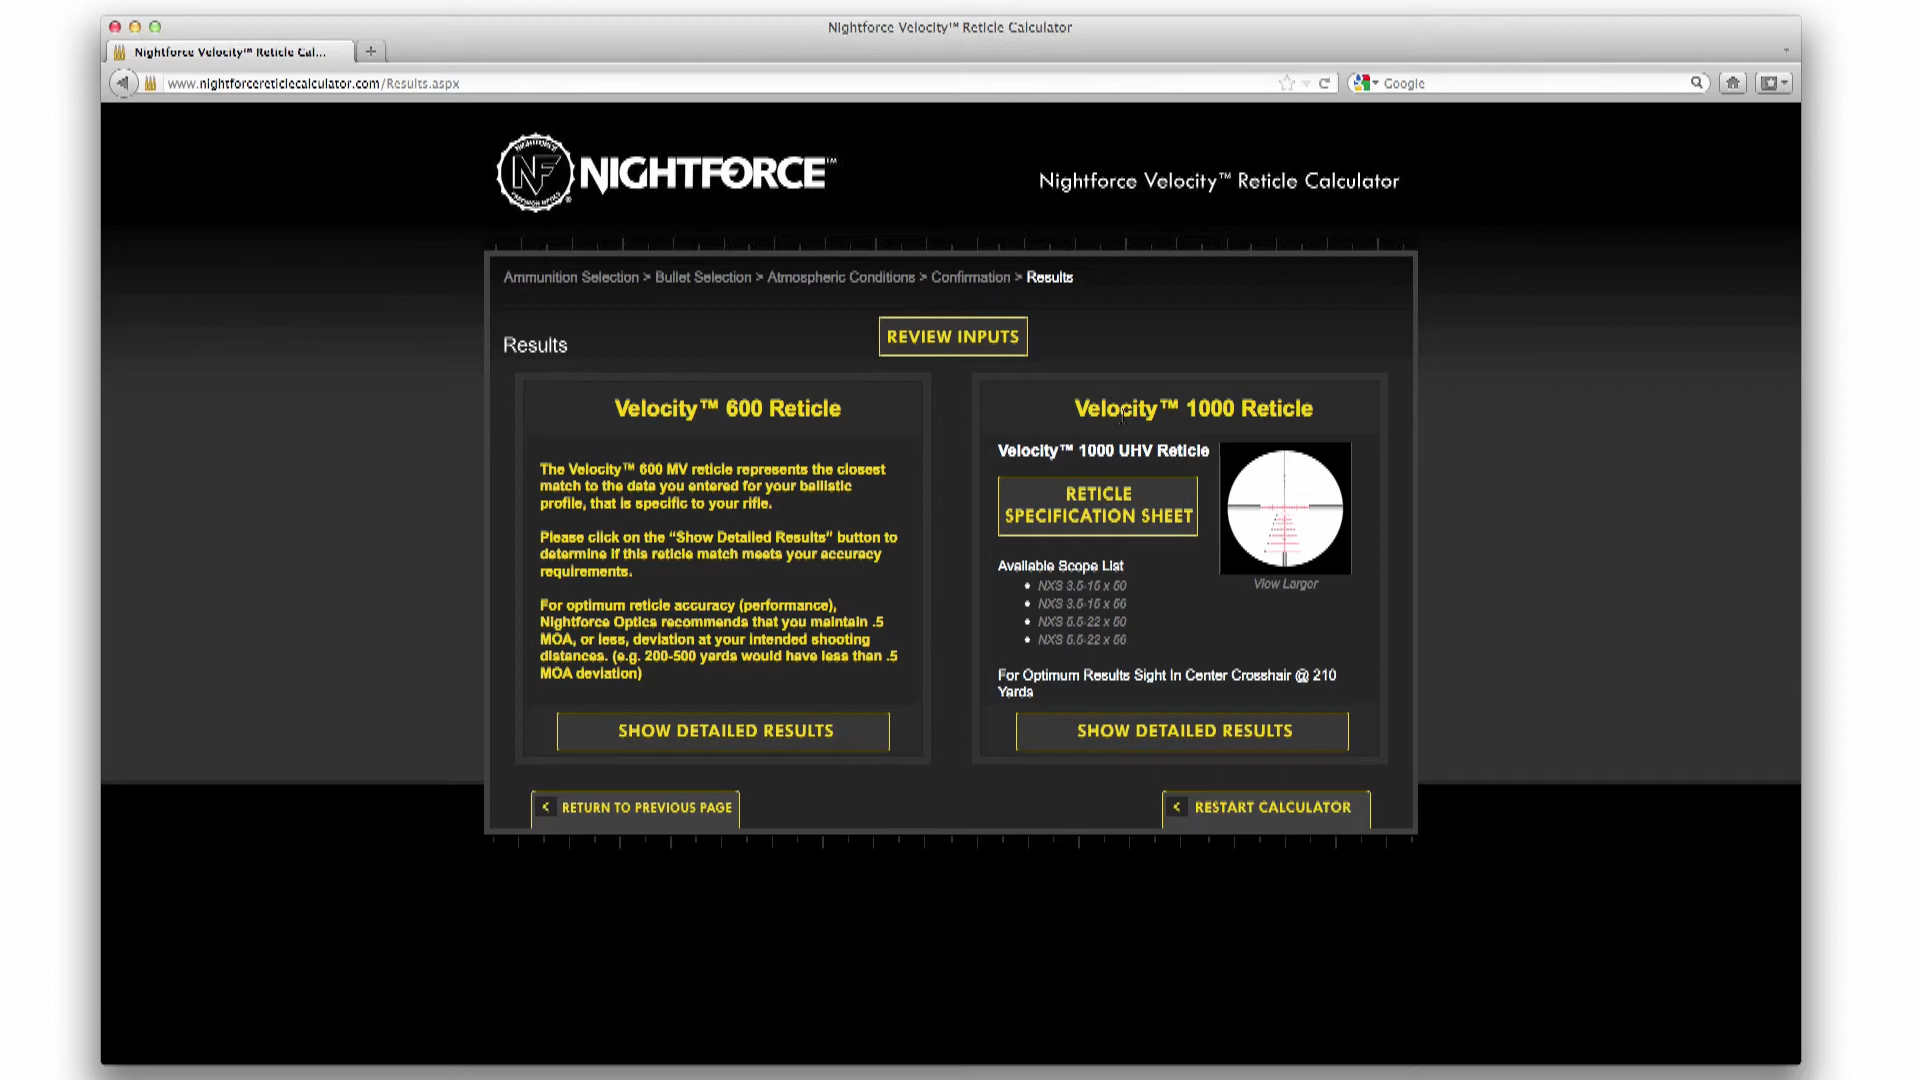 Nightforce Velocity™ Reticle Calculator
Nightforce Velocity™ Reticle Cal...
www.nightforcereticlecalculator.com/Results.aspx
Google
NF
NIGHTFORCE™
Nightforce Velocity™ Reticle Calculator
Ammunition Selection > Bullet Selection > Atmospheric Conditions > Confirmation > Results
Results
REVIEW INPUTS
Velocity™ 600 Reticle
The Velocity™ 600 MV reticle represents the closest
match to the data you entered for your ballistic
profile, that is specific to your rifle.
Please click on the “Show Detailed Results” button to
determine if this reticle match meets your accuracy
requirements.
For optimum reticle accuracy (performance),
Nightforce Optics recommends that you maintain .5
MOA, or less, deviation at your intended shooting
distances. (e.g. 200-500 yards would have less than .5
MOA deviation)
SHOW DETAILED RESULTS
Velocity™ 1000 Reticle
Velocity™ 1000 UHV Reticle
RETICLE
SPECIFICATION SHEET
View Larger
Available Scope List
• NXS 3.5-15 x 50
• NXS 3.5-15 x 56
• NXS 5.5-22 x 50
• NXS 5.5-22 x 56
For Optimum Results Sight In Center Crosshair @ 210
Yards
SHOW DETAILED RESULTS
< RETURN TO PREVIOUS PAGE
< RESTART CALCULATOR